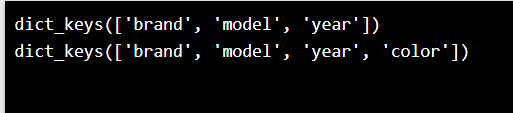 dict_keys(['brand', 'model', 'year'])
dict_keys(['brand', 'model', 'year', 'color'])